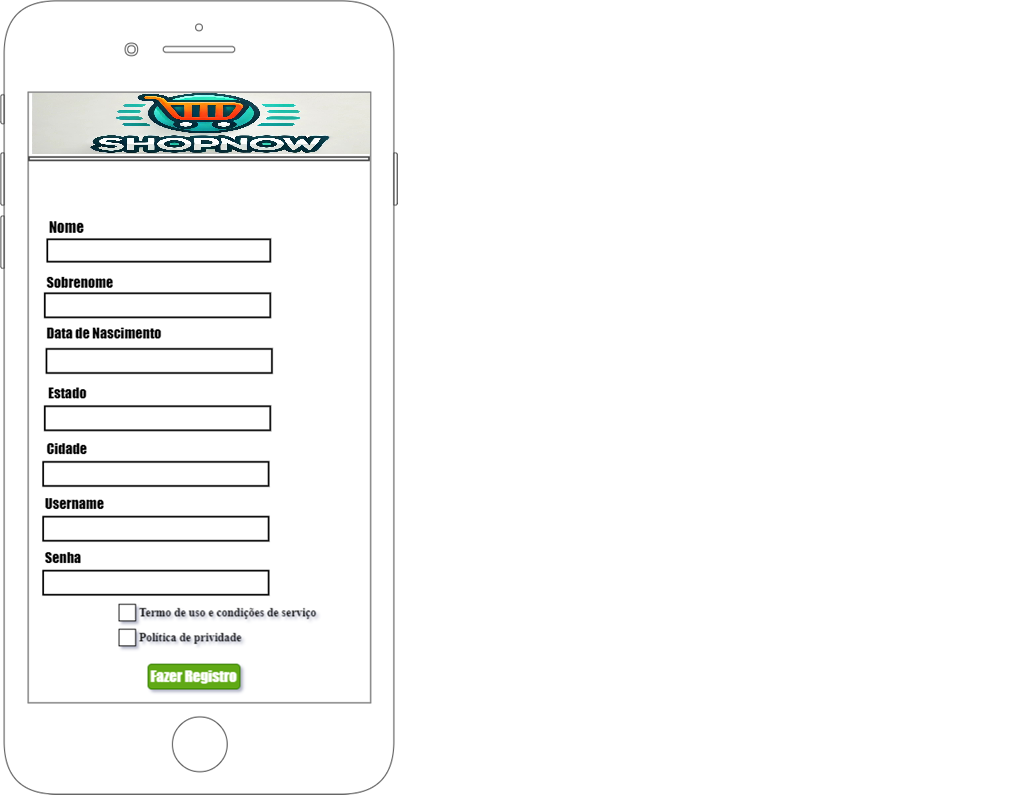 SHOPNOW
Nome
Sobrenome
Data de Nascimento
Estado
Cidade
Username
Senha
Termo de uso e condições de serviço
Política de prividade
Fazer Registro